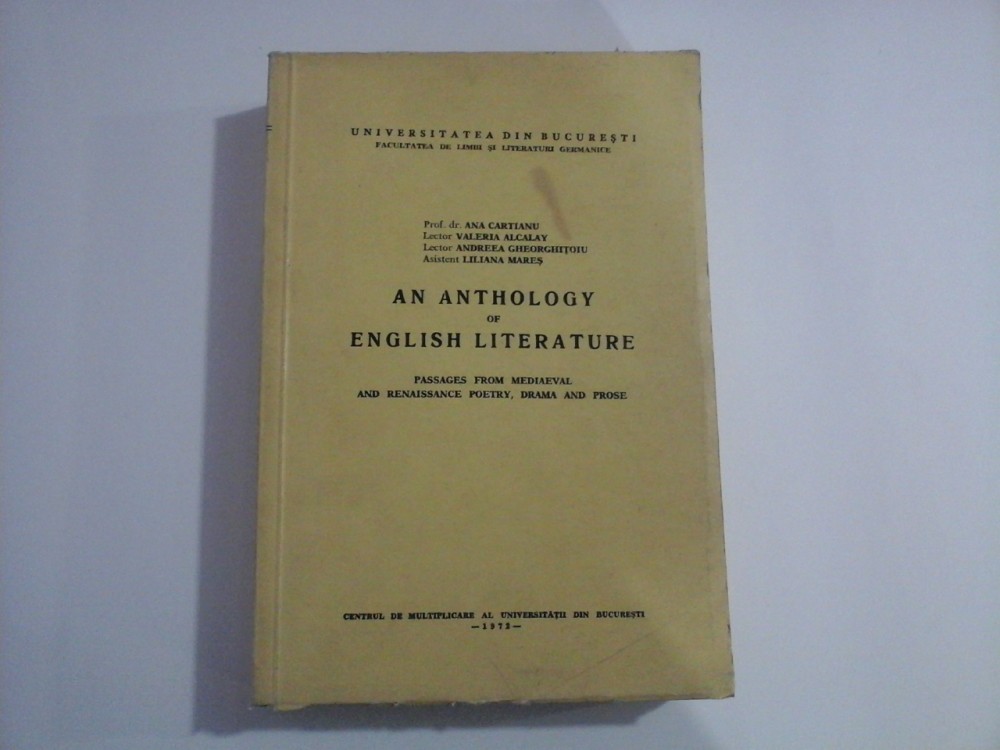 UNIVERSITATEA DIN BUCUREŞTI
FACULTATEA DE LIMBI ŞI LITERATURI GERMANICE
Prof. dr. ANA CARTIANU
Lector VALERIA ALCALAY
Lector ANDREEA GHEORGHIŢOIU
Asistent LILIANA MAREŞ
AN ANTHOLOGY
OF
ENGLISH LITERATURE
PASSAGES FROM MEDIAEVAL
AND RENAISSANCE POETRY, DRAMA AND PROSE
CENTRUL DE MULTIPLICARE AL UNIVERSITĂŢII DIN BUCUREŞTI
—1972—